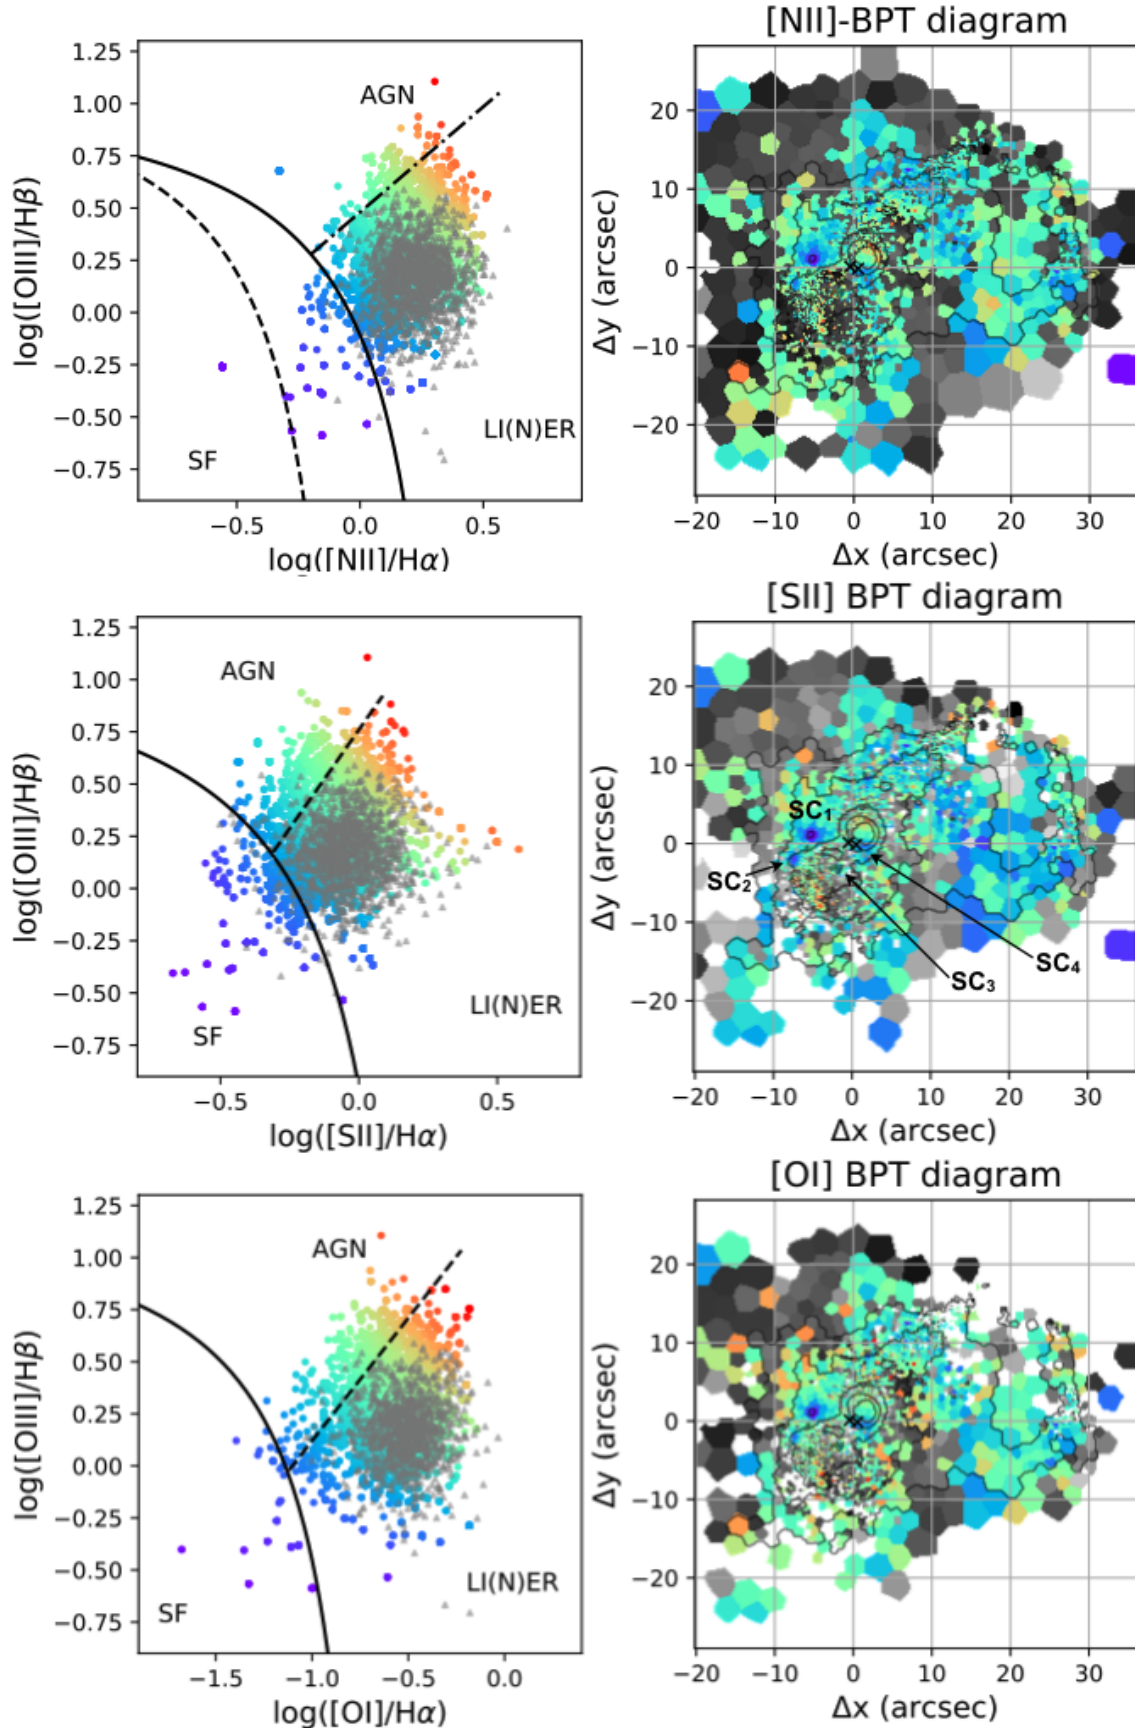 [NII]-BPT diagram
1.25
1.00
0.75
0.50
0.25
0.00
−0.25
−0.50
−0.75
log([OIII]/Hβ)
AGN
SF
LI(N)ER
−0.5
0.0
0.5
log([NII]/Hα)
20
10
0
−10
−20
Δy (arcsec)
−20
−10
0
10
20
30
Δx (arcsec)
[SII] BPT diagram
1.25
1.00
0.75
0.50
0.25
0.00
−0.25
−0.50
−0.75
log([OIII]/Hβ)
AGN
SF
LI(N)ER
−0.5
0.0
0.5
log([SII]/Hα)
20
10
0
−10
−20
Δy (arcsec)
SC1
SC2
SC4
SC3
−20
−10
0
10
20
30
Δx (arcsec)
[OI] BPT diagram
1.25
1.00
0.75
0.50
0.25
0.00
−0.25
−0.50
−0.75
log([OIII]/Hβ)
AGN
SF
LI(N)ER
−1.5
−1.0
−0.5
0.0
log([OI]/Hα)
20
10
0
−10
−20
Δy (arcsec)
−20
−10
0
10
20
30
Δx (arcsec)